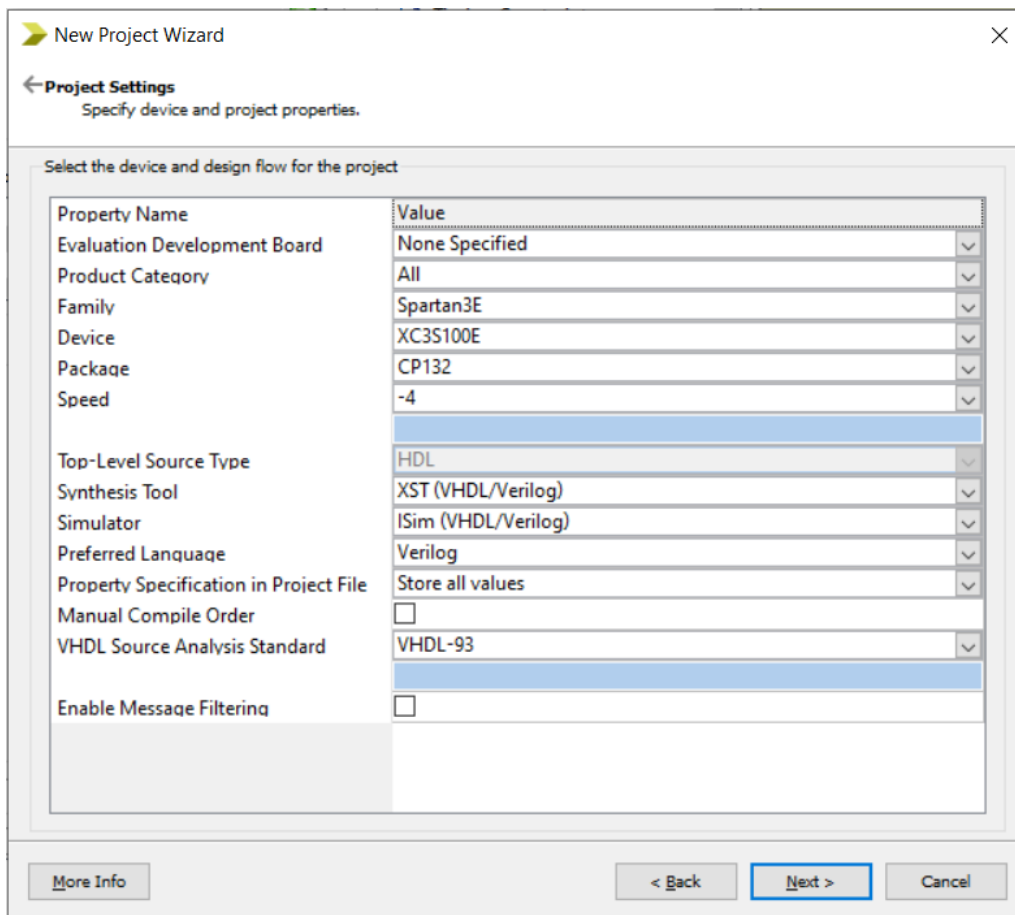 New Project Wizard
Project Settings
Specify device and project properties.
Select the device and design flow for the project
Property Name Value
Evaluation Development Board None Specified
Product Category All
Family Spartan3E
Device XC3S100E
Package CP132
Speed -4
Top-Level Source Type HDL
Synthesis Tool XST (VHDL/Verilog)
Simulator ISim (VHDL/Verilog)
Preferred Language Verilog
Property Specification in Project File Store all values
Manual Compile Order
VHDL Source Analysis Standard VHDL-93
Enable Message Filtering
More Info < Back Next > Cancel